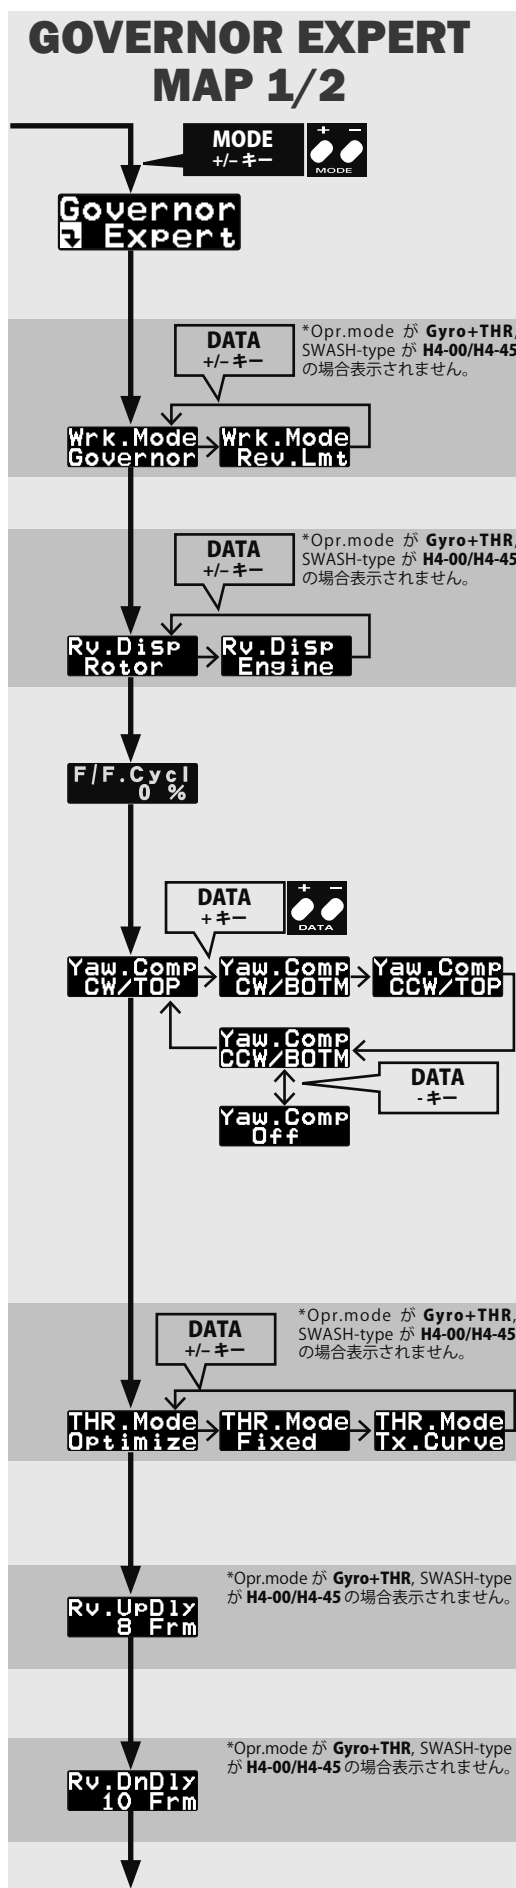 GOVERNOR EXPERT
MAP 1/2
MODE
+/– キー
+ −
MODE
Governor
Expert
DATA
+/– キー
*Opr.mode が Gyro+THR,
SWASH-type が H4-00/H4-45
の場合表示されません。
Wrk.Mode
Governor
Wrk.Mode
Rev.Lmt
DATA
+/– キー
*Opr.mode が Gyro+THR,
SWASH-type が H4-00/H4-45
の場合表示されません。
Rv.Disp
Rotor
Rv.Disp
Engine
F/F.Cycl
0 %
DATA
+ キー
+ −
DATA
Yaw.Comp
CW/TOP
Yaw.Comp
CW/BOTM
Yaw.Comp
CCW/TOP
Yaw.Comp
CCW/BOTM
DATA
- キー
Yaw.Comp
Off
DATA
+/– キー
*Opr.mode が Gyro+THR,
SWASH-type が H4-00/H4-45
の場合表示されません。
THR.Mode
Optimize
THR.Mode
Fixed
THR.Mode
Tx.Curve
*Opr.mode が Gyro+THR, SWASH-type
が H4-00/H4-45 の場合表示されません。
Rv.UpDly
8 Frm
*Opr.mode が Gyro+THR, SWASH-type
が H4-00/H4-45 の場合表示されません。
Rv.DnDly
10 Frm